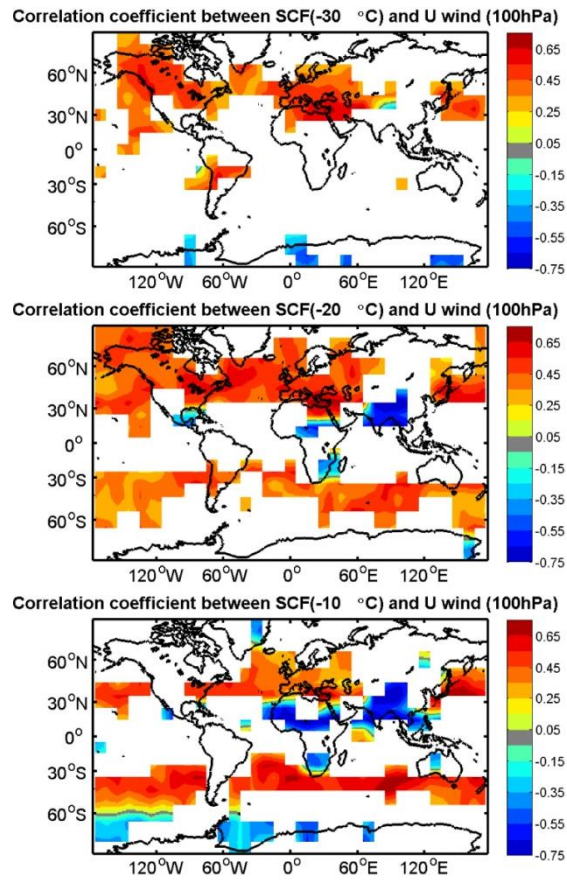 Correlation coefficient between SCF(-30 °C) and U wind (100hPa)
60°N
30°N
0°
30°S
60°S
120°W 60°W 0° 60°E 120°E
0.65
0.45
0.25
0.05
-0.15
-0.35
-0.55
-0.75
Correlation coefficient between SCF(-20 °C) and U wind (100hPa)
60°N
30°N
0°
30°S
60°S
120°W 60°W 0° 60°E 120°E
0.65
0.45
0.25
0.05
-0.15
-0.35
-0.55
-0.75
Correlation coefficient between SCF(-10 °C) and U wind (100hPa)
60°N
30°N
0°
30°S
60°S
120°W 60°W 0° 60°E 120°E
0.65
0.45
0.25
0.05
-0.15
-0.35
-0.55
-0.75